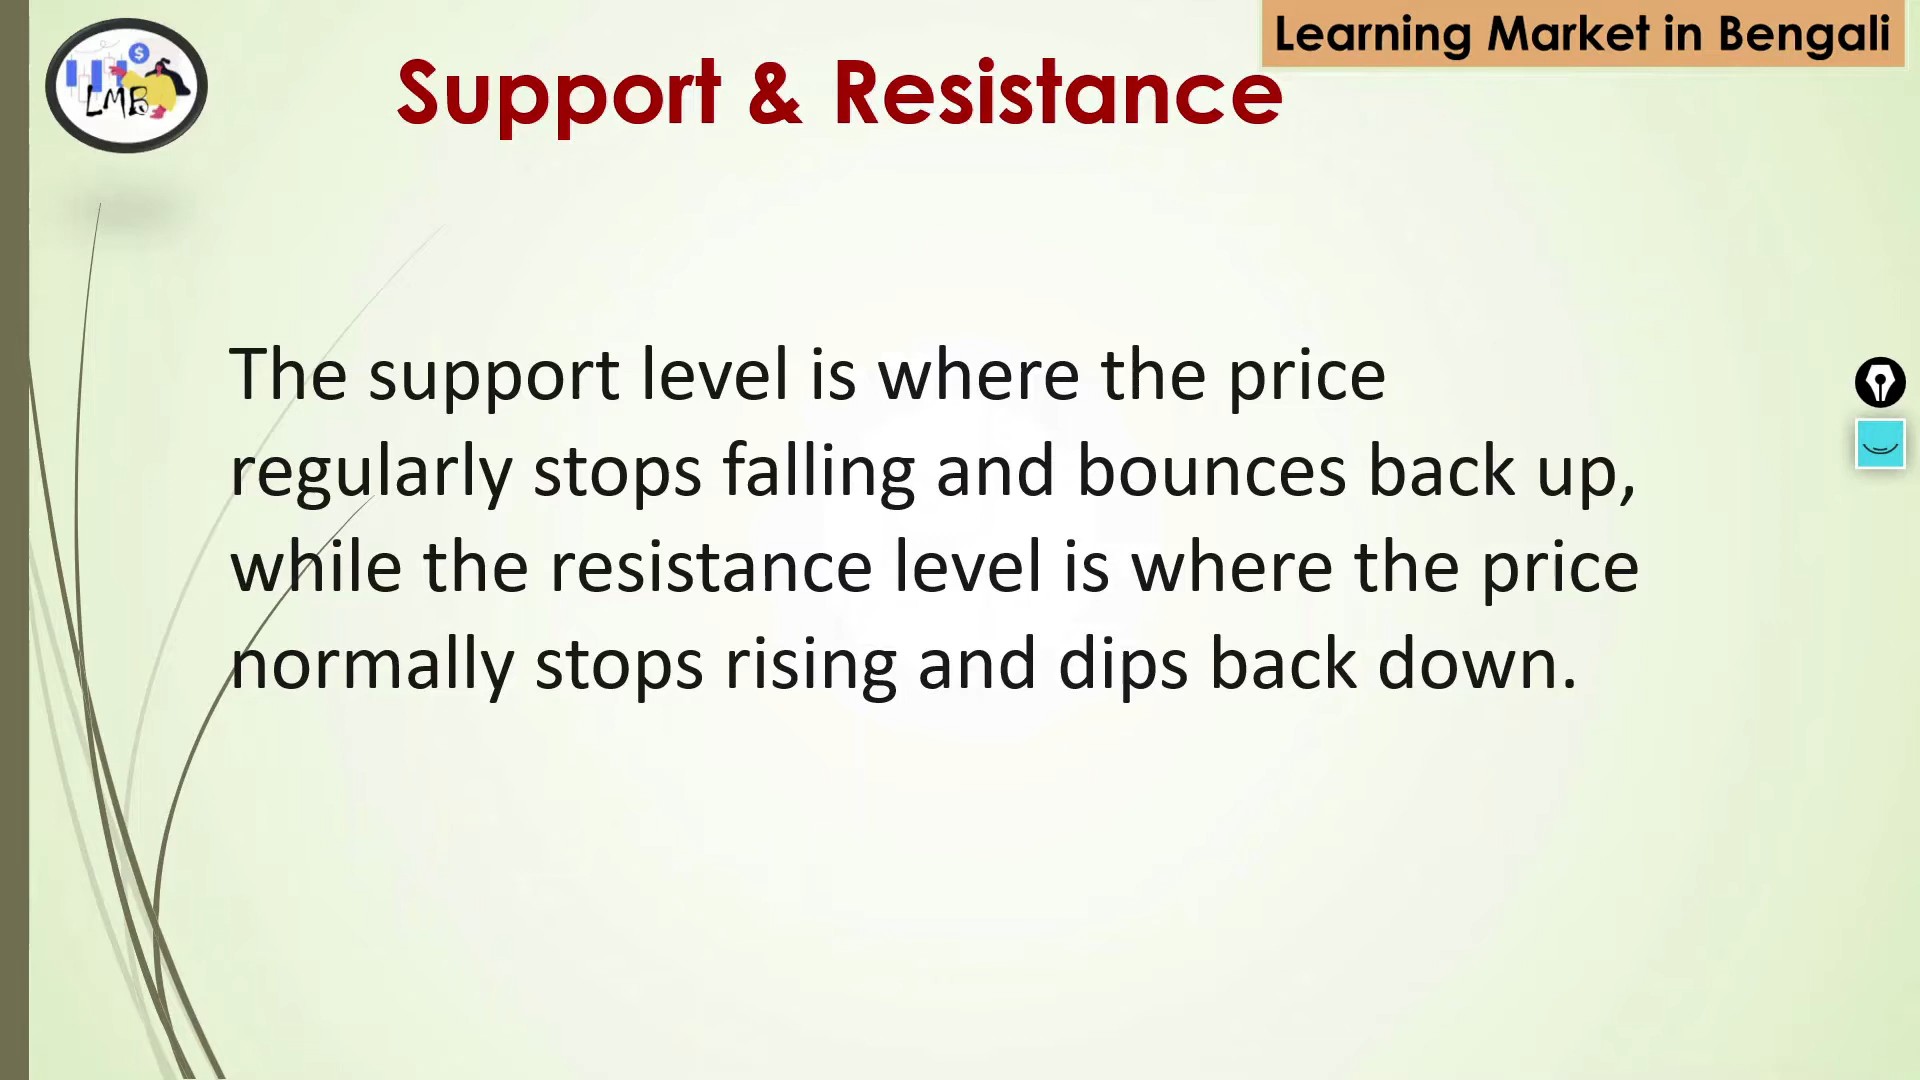 Learning Market in Bengali
LMB
Support & Resistance
The support level is where the price
regularly stops falling and bounces back up,
while the resistance level is where the price
normally stops rising and dips back down.